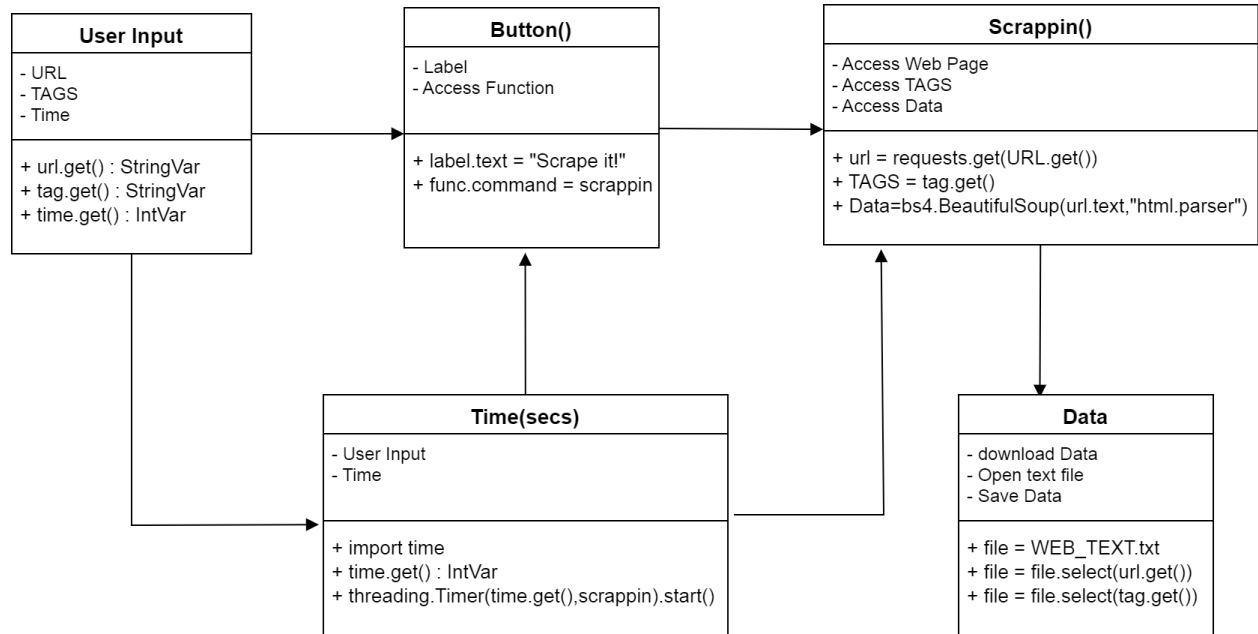 User Input
- URL
- TAGS
- Time
+ url.get() : StringVar
+ tag.get() : StringVar
+ time.get() : IntVar
Button()
- Label
- Access Function
+ label.text = "Scrape it!"
+ func.command = scrappin
Scrappin()
- Access Web Page
- Access TAGS
- Access Data
+ url = requests.get(URL.get())
+ TAGS = tag.get()
+ Data=bs4.BeautifulSoup(url.text,"html.parser")
Time(secs)
- User Input
- Time
+ import time
+ time.get() : IntVar
+ threading.Timer(time.get(),scrappin).start()
Data
- download Data
- Open text file
- Save Data
+ file = WEB_TEXT.txt
+ file = file.select(url.get())
+ file = file.select(tag.get())